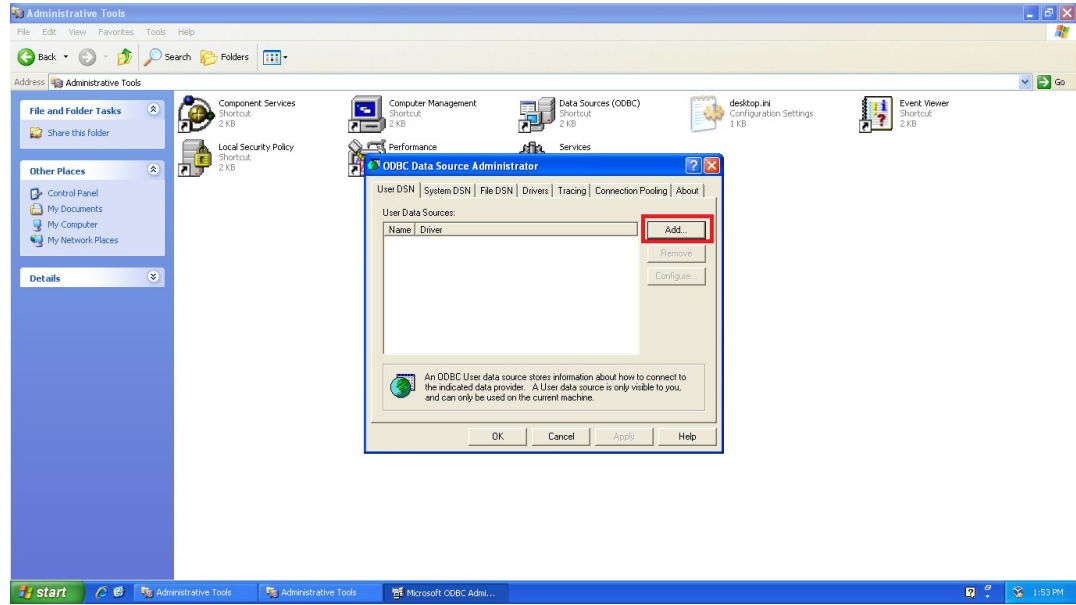 Administrative Tools
File Edit View Favorites Tools Help
Back Search Folders
Address Administrative Tools Go
File and Folder Tasks
Share this folder
Other Places
Control Panel
My Documents
My Computer
My Network Places
Details
Component Services
Shortcut
2 KB
Computer Management
Shortcut
2 KB
Data Sources (ODBC)
Shortcut
2 KB
desktop.ini
Configuration Settings
1 KB
Event Viewer
Shortcut
2 KB
Local Security Policy
Shortcut
2 KB
Performance
Services
ODBC Data Source Administrator
User DSN System DSN File DSN Drivers Tracing Connection Pooling About
User Data Sources:
Name Driver
Add...
Remove
Configure...
An ODBC User data source stores information about how to connect to
the indicated data provider. A User data source is only visible to you,
and can only be used on the current machine.
OK Cancel Apply Help
start Administrative Tools Administrative Tools Microsoft ODBC Admi... 1:53 PM